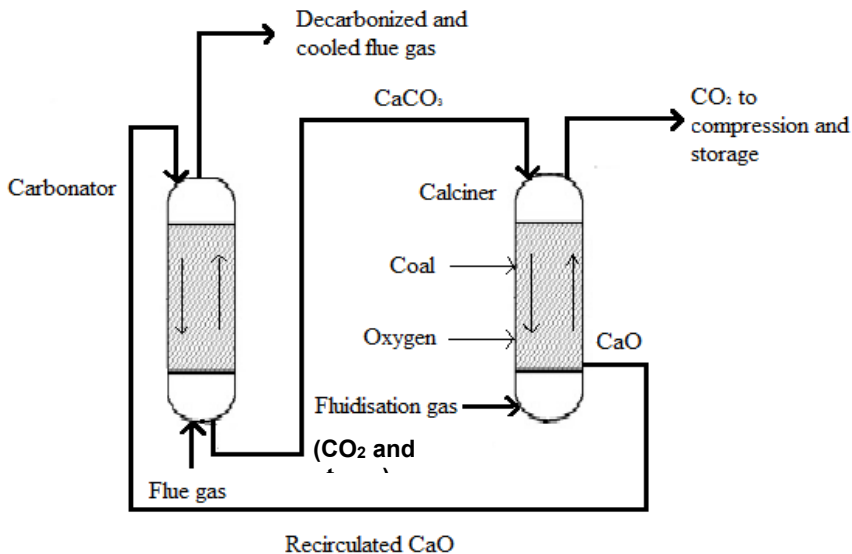 Decarbonized and
cooled flue gas
CaCO₃
CO₂ to
compression and
storage
Carbonator
Calciner
Coal
Oxygen
CaO
Fluidisation gas
(CO₂ and
Flue gas
Recirculated CaO